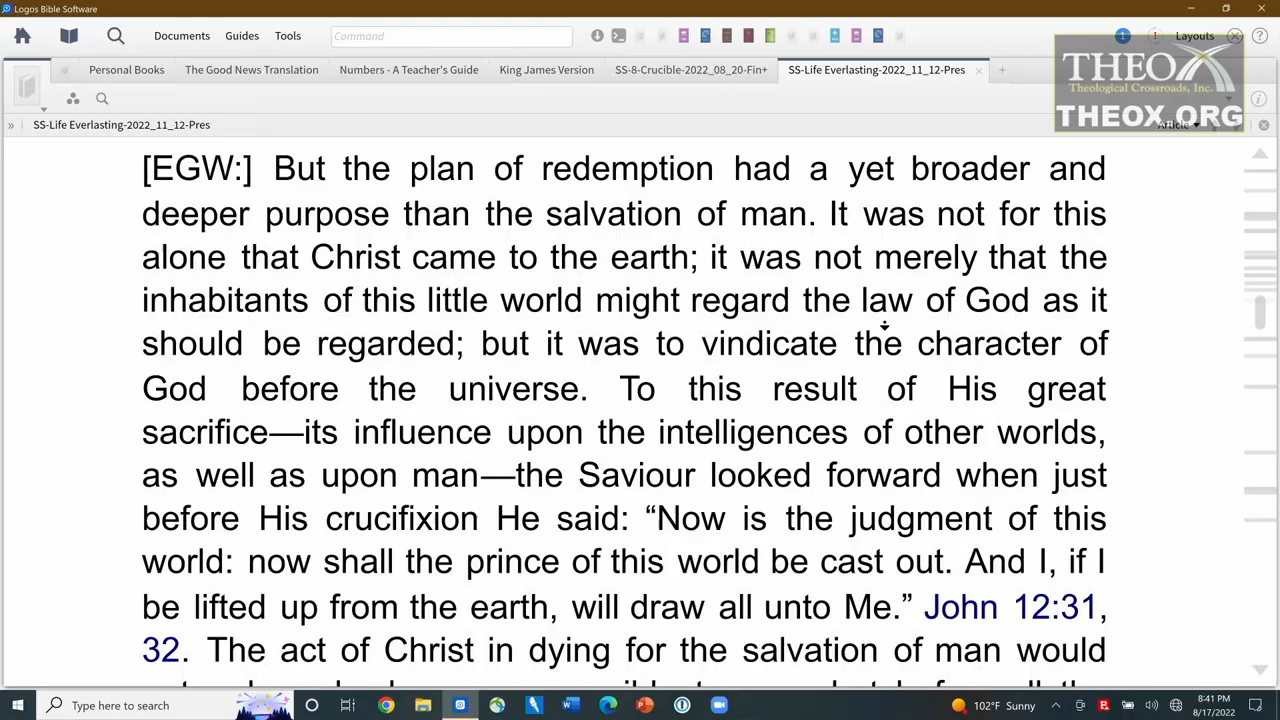 Logos Bible Software
Documents Guides Tools Command Layouts
THEOX
Theological Crossroads, Inc.
THEOX.ORG
Personal Books The Good News Translation Numbers - A Teacher's Guide King James Version SS-8-Crucible-2022_08_20-Fin+ SS-Life Everlasting-2022_11_12-Pres
SS-Life Everlasting-2022_11_12-Pres Article
[EGW:] But the plan of redemption had a yet broader and
deeper purpose than the salvation of man. It was not for this
alone that Christ came to the earth; it was not merely that the
inhabitants of this little world might regard the law of God as it
should be regarded; but it was to vindicate the character of
God before the universe. To this result of His great
sacrifice—its influence upon the intelligences of other worlds,
as well as upon man—the Saviour looked forward when just
before His crucifixion He said: “Now is the judgment of this
world: now shall the prince of this world be cast out. And I, if I
be lifted up from the earth, will draw all unto Me.” John 12:31,
32. The act of Christ in dying for the salvation of man would
Type here to search
102°F Sunny
8:41 PM
8/17/2022